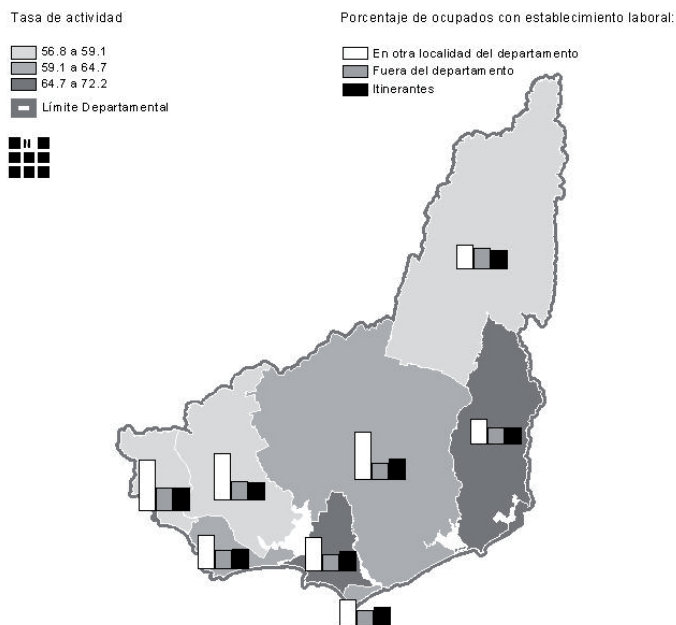 Tasa de actividad
56.8 a 59.1
59.1 a 64.7
64.7 a 72.2
Límite Departamental
Porcentaje de ocupados con establecimiento laboral:
En otra localidad del departamento
Fuera del departamento
Itinerantes